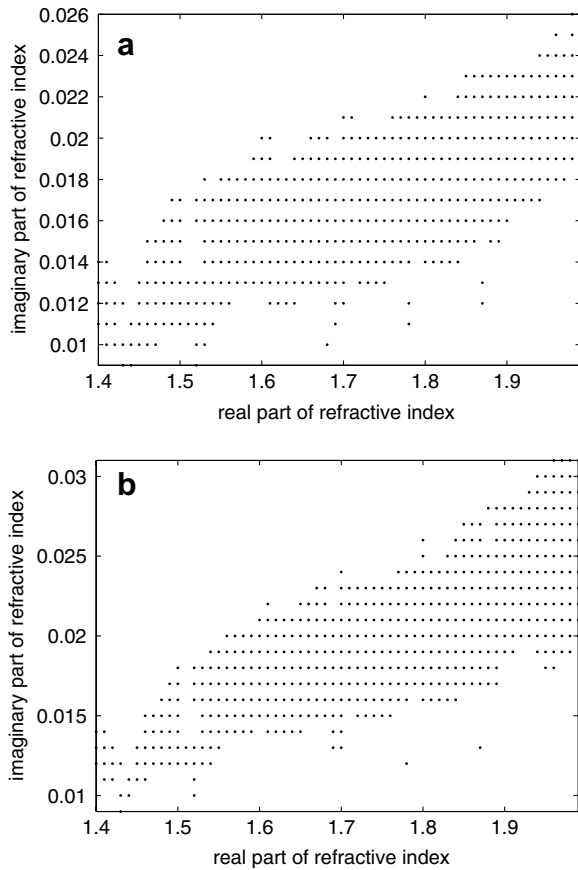 a
0.026
0.024
0.022
0.02
0.018
0.016
0.014
0.012
0.01
imaginary part of refractive index
1.4 1.5 1.6 1.7 1.8 1.9
real part of refractive index
b
0.03
0.025
0.02
0.015
0.01
imaginary part of refractive index
1.4 1.5 1.6 1.7 1.8 1.9
real part of refractive index